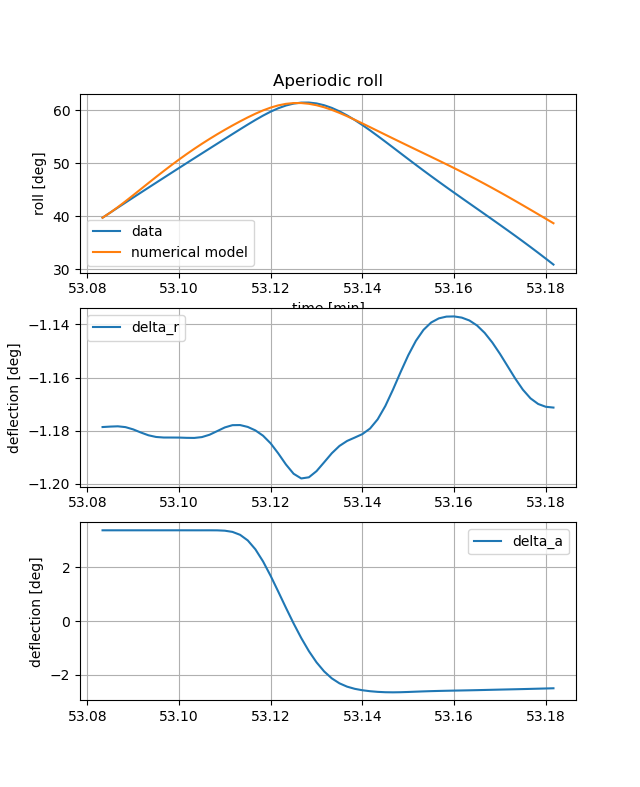 Aperiodic roll
60
50
40
30
roll [deg]
data
numerical model
53.08 53.10 53.12 53.14 53.16 53.18
time [min]
−1.14
−1.16
−1.18
−1.20
deflection [deg]
delta_r
53.08 53.10 53.12 53.14 53.16 53.18
2
0
−2
deflection [deg]
delta_a
53.08 53.10 53.12 53.14 53.16 53.18